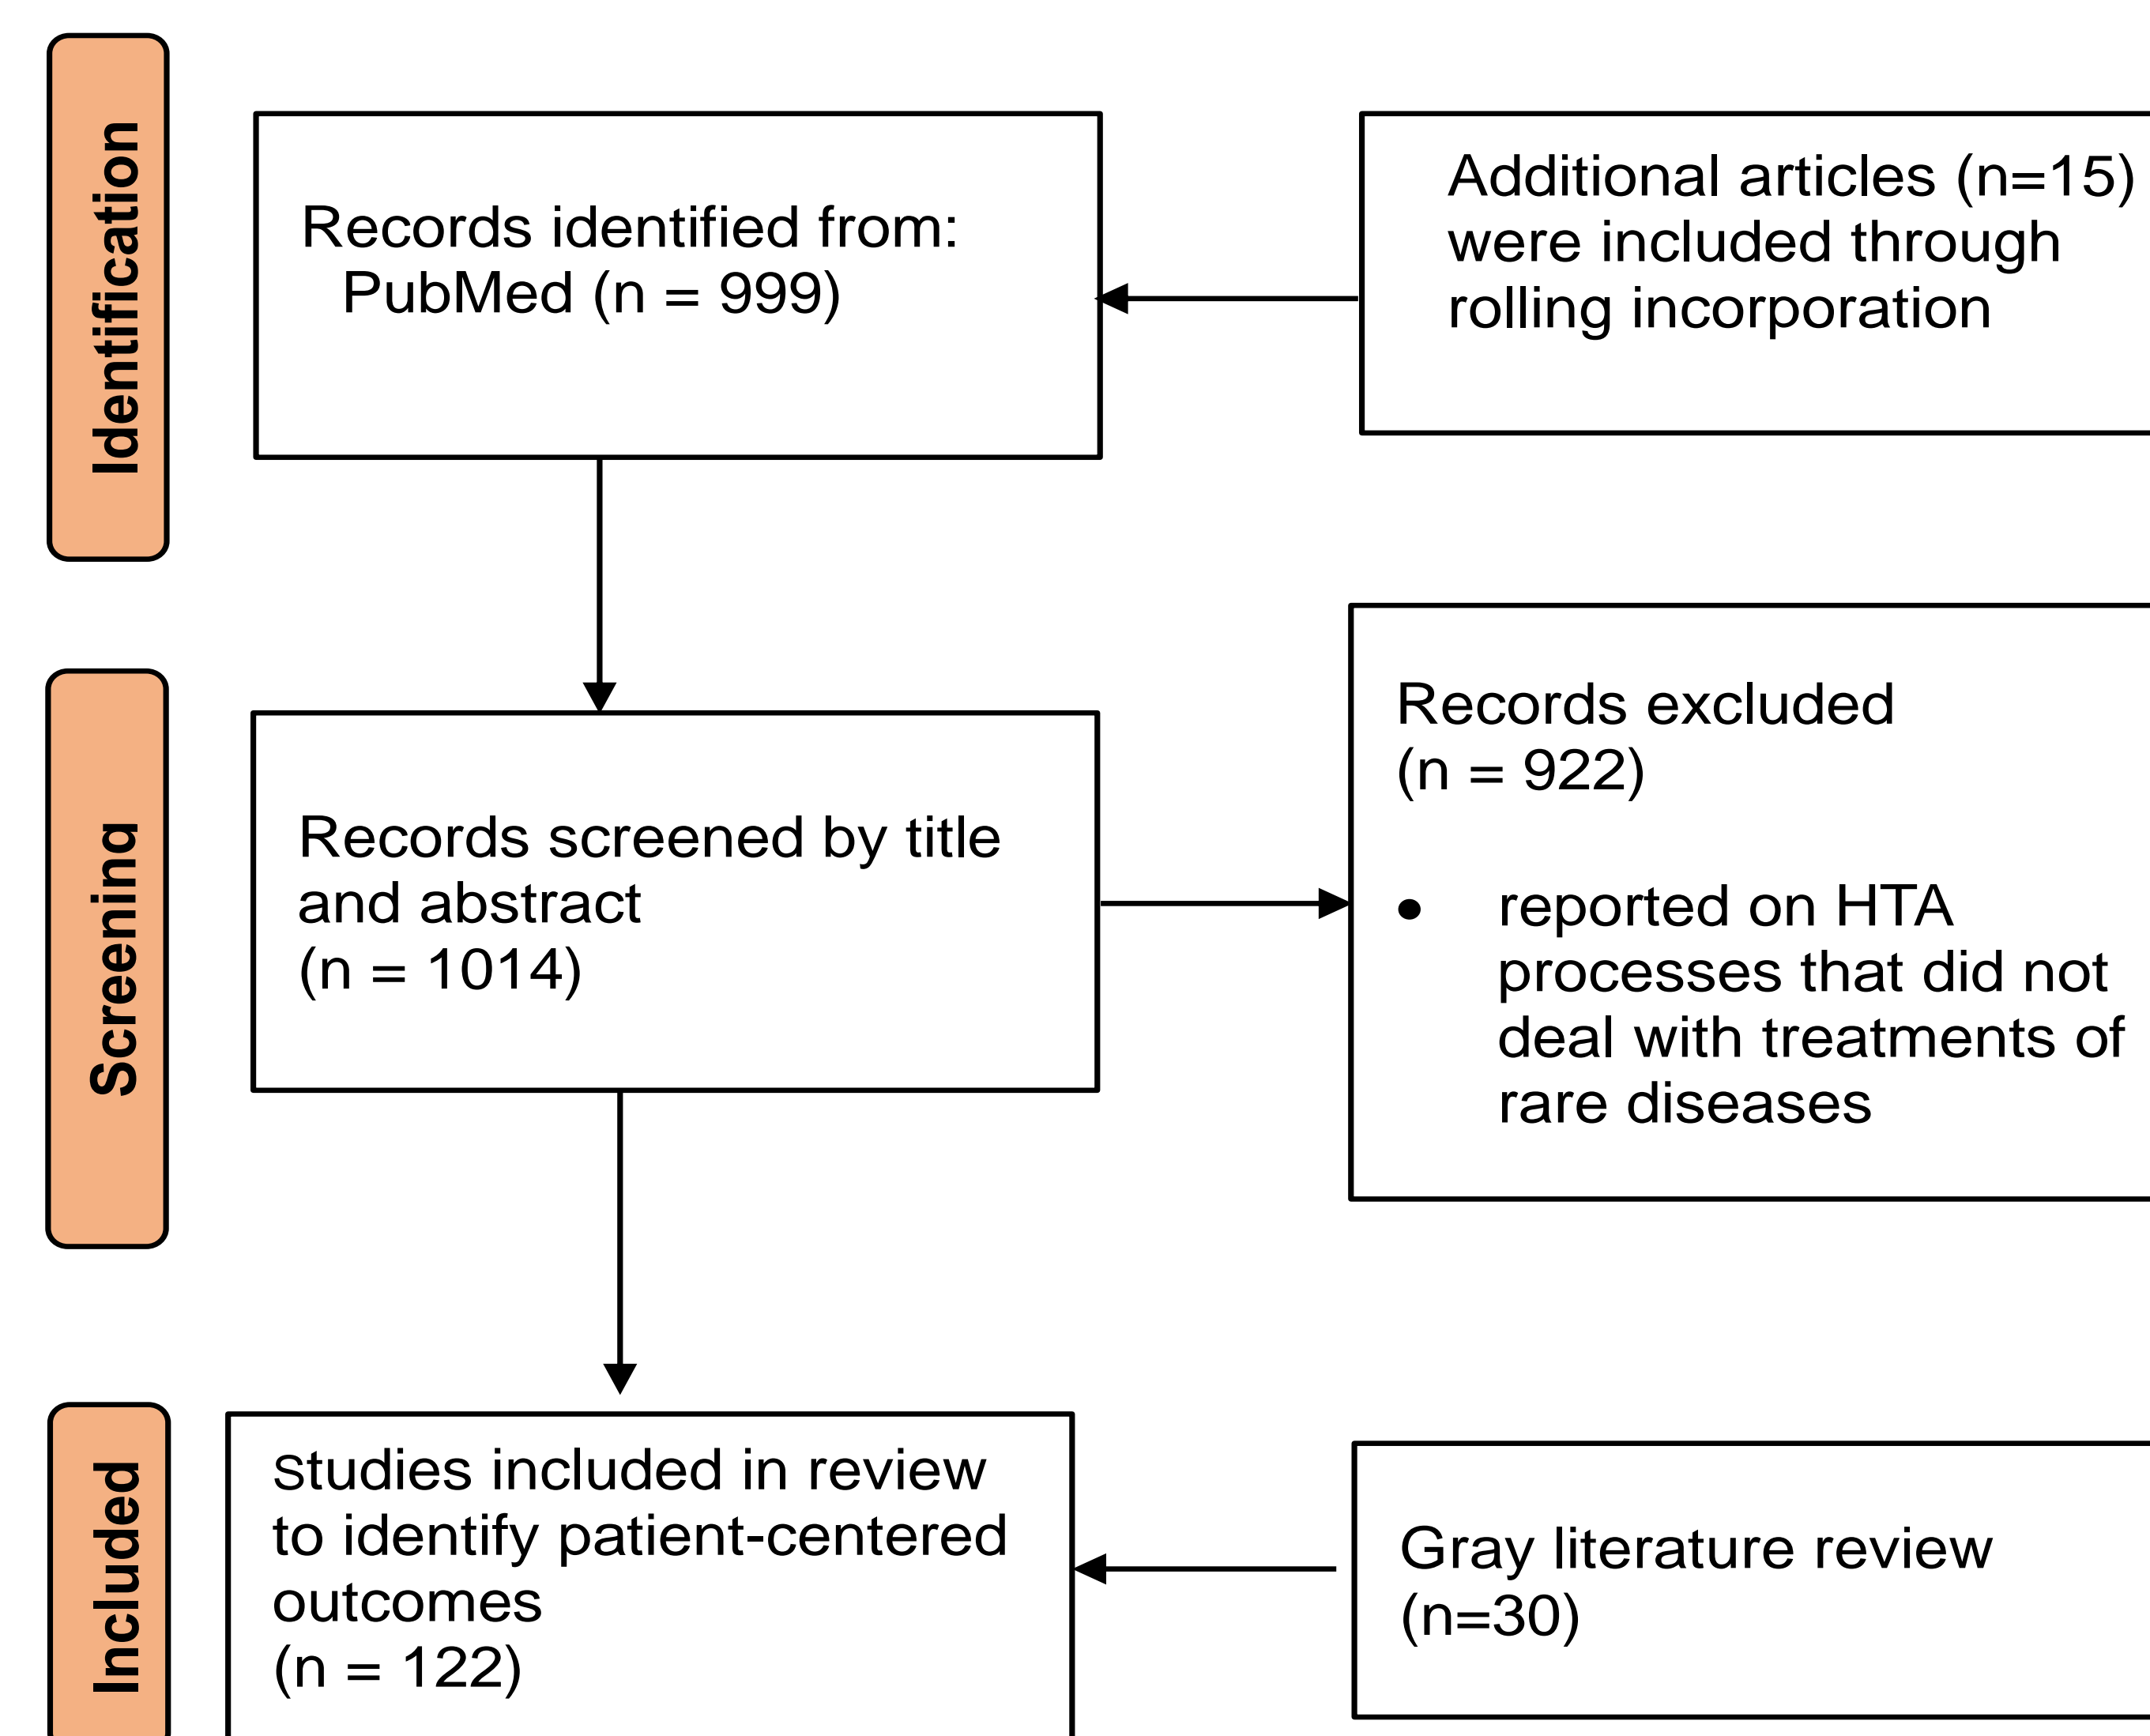 Identification
Records identified from:
PubMed (n = 999)
Additional articles (n=15)
were included through
rolling incorporation
Screening
Records screened by title
and abstract
(n = 1014)
Records excluded
(n = 922)
● reported on HTA
processes that did not
deal with treatments of
rare diseases
Included
Studies included in review
to identify patient-centered
outcomes
(n = 122)
Gray literature review
(n=30)